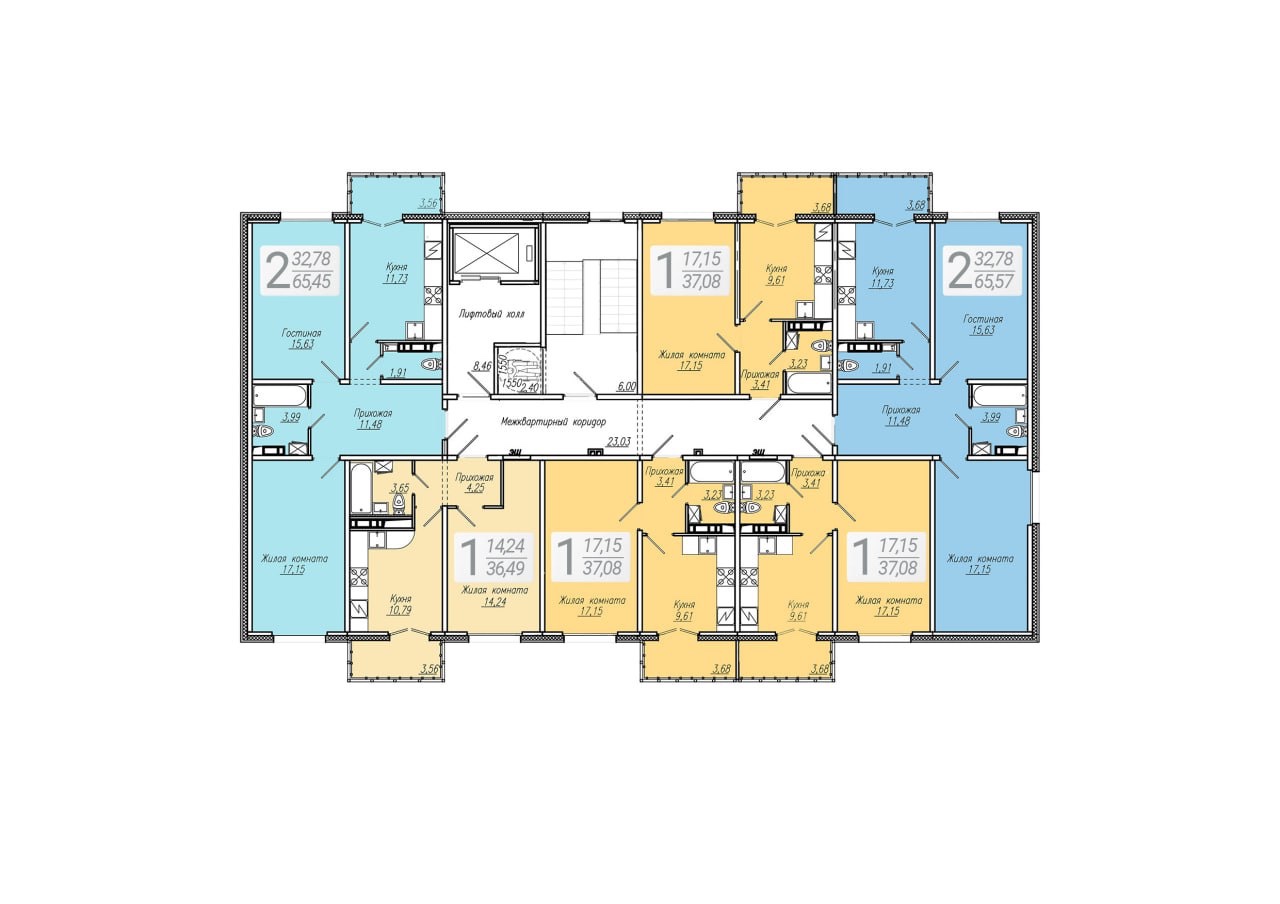 3,56
3,68
3,68
2 32,78
65,45
Кухня
11,73
Лифтовый холл
1 17,15
37,08
Кухня
9,61
Кухня
11,73
2 32,78
65,57
Гостиная
15,63
Гостиная
15,63
1,91
8,46
1550
1550
2,40
6,00
Жилая комната
17,15
Прихожая
3,41
3,23
1,91
3,99
Прихожая
11,48
Межквартирный коридор
23,03
Прихожая
11,48
3,99
ЭЩ
ЭЩ
3,65
Прихожая
4,25
Прихожая
3,41
3,23
3,23
Прихожа
3,41
Жилая комната
17,15
Кухня
10,79
1 14,24
36,49
Жилая комната
14,24
1 17,15
37,08
Жилая комната
17,15
Кухня
9,61
Кухня
9,61
1 17,15
37,08
Жилая комната
17,15
Жилая комната
17,15
3,56
3,68
3,68